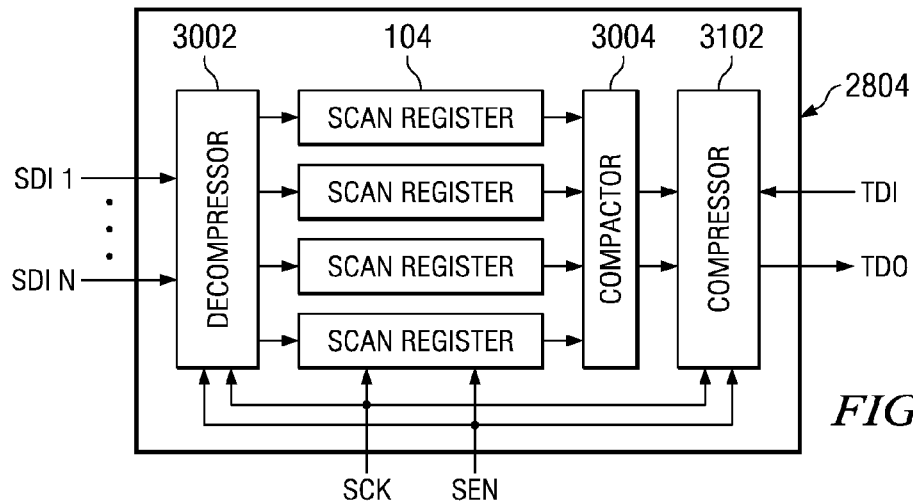 3002
104
3004
3102
2804
SCAN REGISTER
SCAN REGISTER
SCAN REGISTER
SCAN REGISTER
DECOMPRESSOR
COMPACTOR
COMPRESSOR
SDI 1
SDI N
TDI
TDO
SCK
SEN
FIG